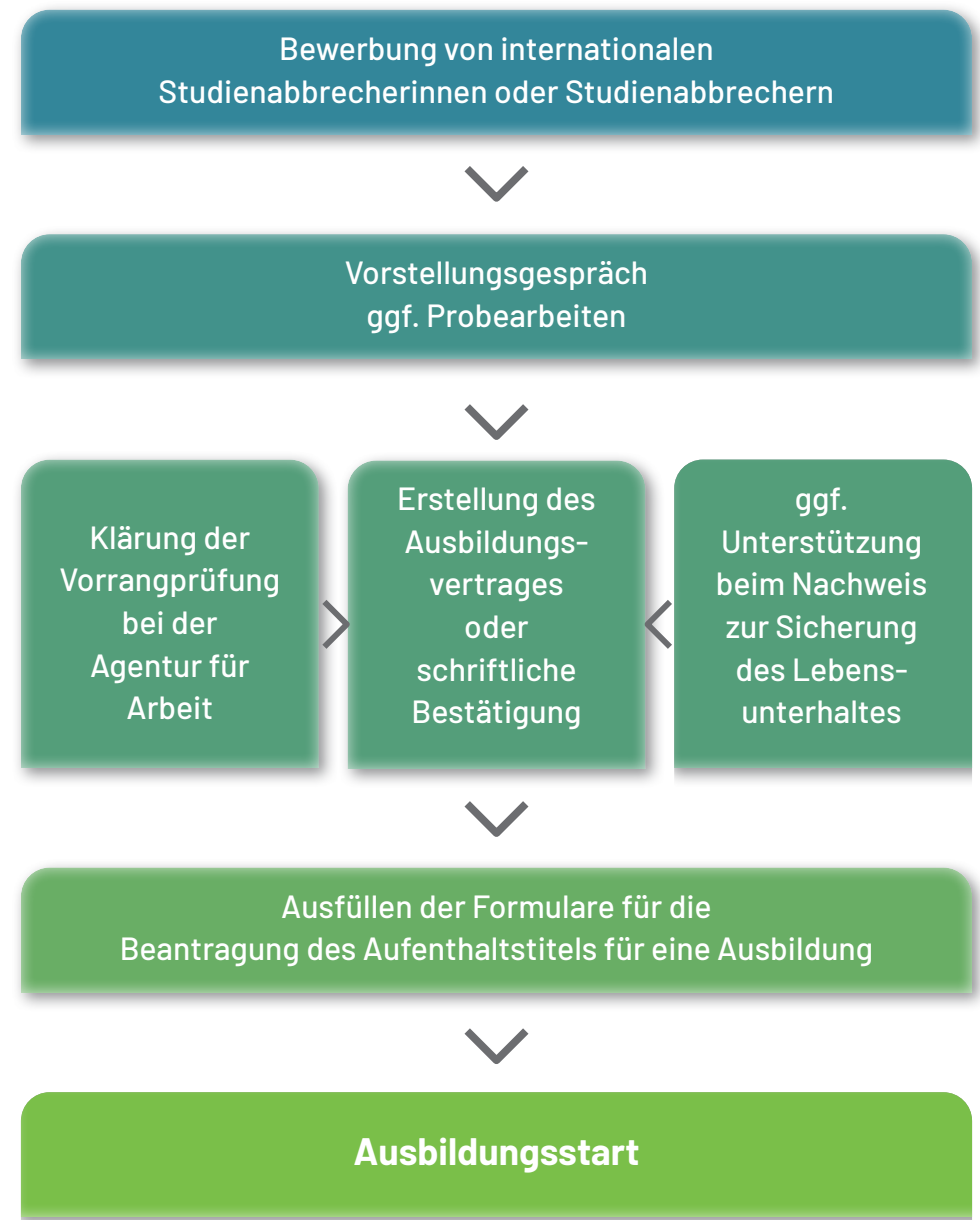 Bewerbung von internationalen
Studienabbrecherinnen oder Studienabbrechern
Vorstellungsgespräch
ggf. Probearbeiten
Klärung der
Vorrangprüfung
bei der
Agentur für
Arbeit
Erstellung des
Ausbildungs-
vertrages
oder
schriftliche
Bestätigung
ggf.
Unterstützung
beim Nachweis
zur Sicherung
des Lebens-
unterhaltes
Ausfüllen der Formulare für die
Beantragung des Aufenthaltstitels für eine Ausbildung
Ausbildungsstart